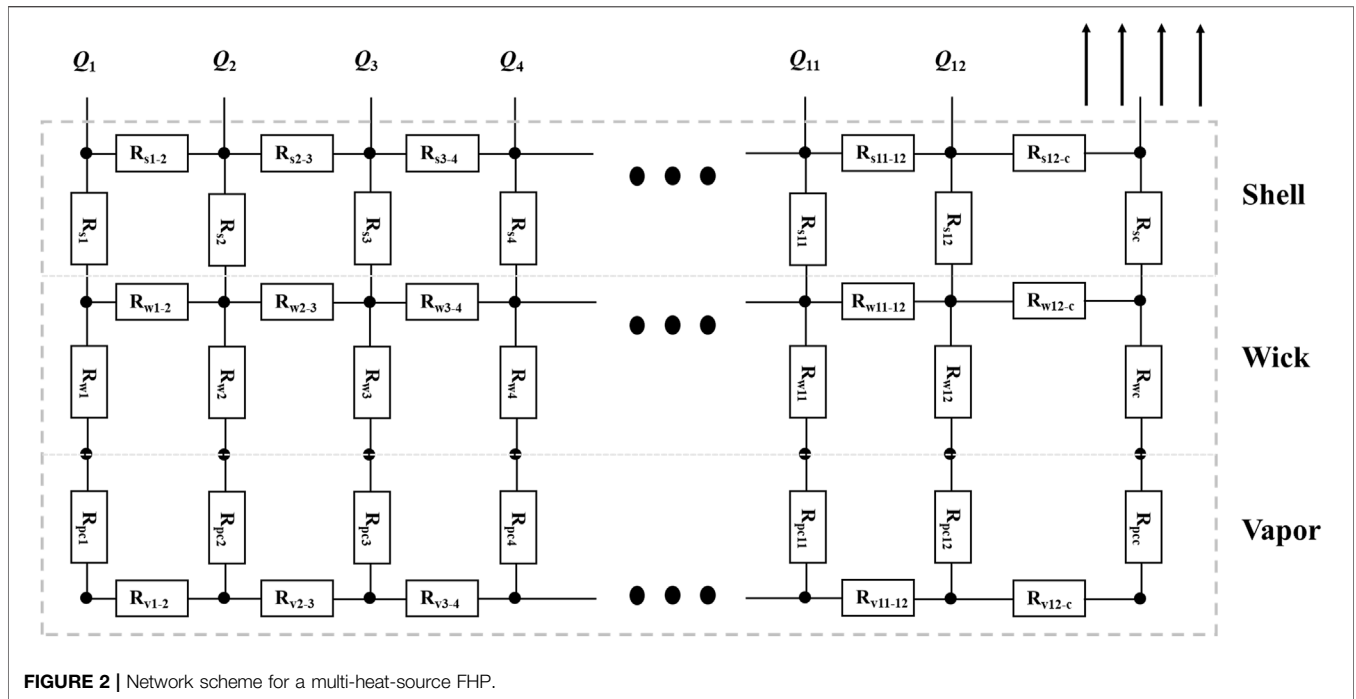 Q1 Q2 Q3 Q4 Q11 Q12
Rs1-2 Rs2-3 Rs3-4 Rs11-12 Rs12-c
Rs1 Rs2 Rs3 Rs4 Rs11 Rs12 Rsc
Shell
Rw1-2 Rw2-3 Rw3-4 Rw11-12 Rw12-c
Rw1 Rw2 Rw3 Rw4 Rw11 Rw12 Rwc
Wick
Rpc1 Rpc2 Rpc3 Rpc4 Rpc11 Rpc12 Rpcc
Vapor
Rv1-2 Rv2-3 Rv3-4 Rv11-12 Rv12-c
FIGURE 2 | Network scheme for a multi-heat-source FHP.